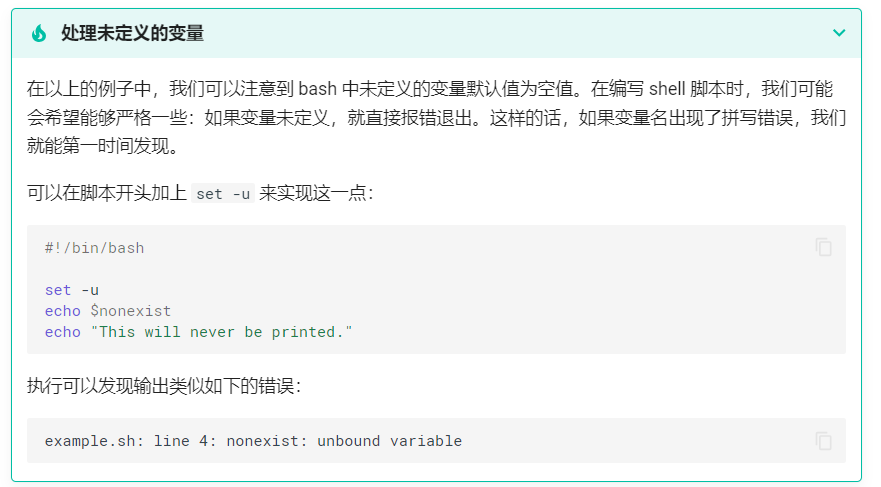 处理未定义的变量
在以上的例子中，我们可以注意到 bash 中未定义的变量默认值为空值。在编写 shell 脚本时，我们可能
会希望能够严格一些：如果变量未定义，就直接报错退出。这样的话，如果变量名出现了拼写错误，我们
就能第一时间发现。
可以在脚本开头加上 set -u 来实现这一点：
#!/bin/bash
set -u
echo $nonexist
echo "This will never be printed."
执行可以发现输出类似如下的错误：
example.sh: line 4: nonexist: unbound variable